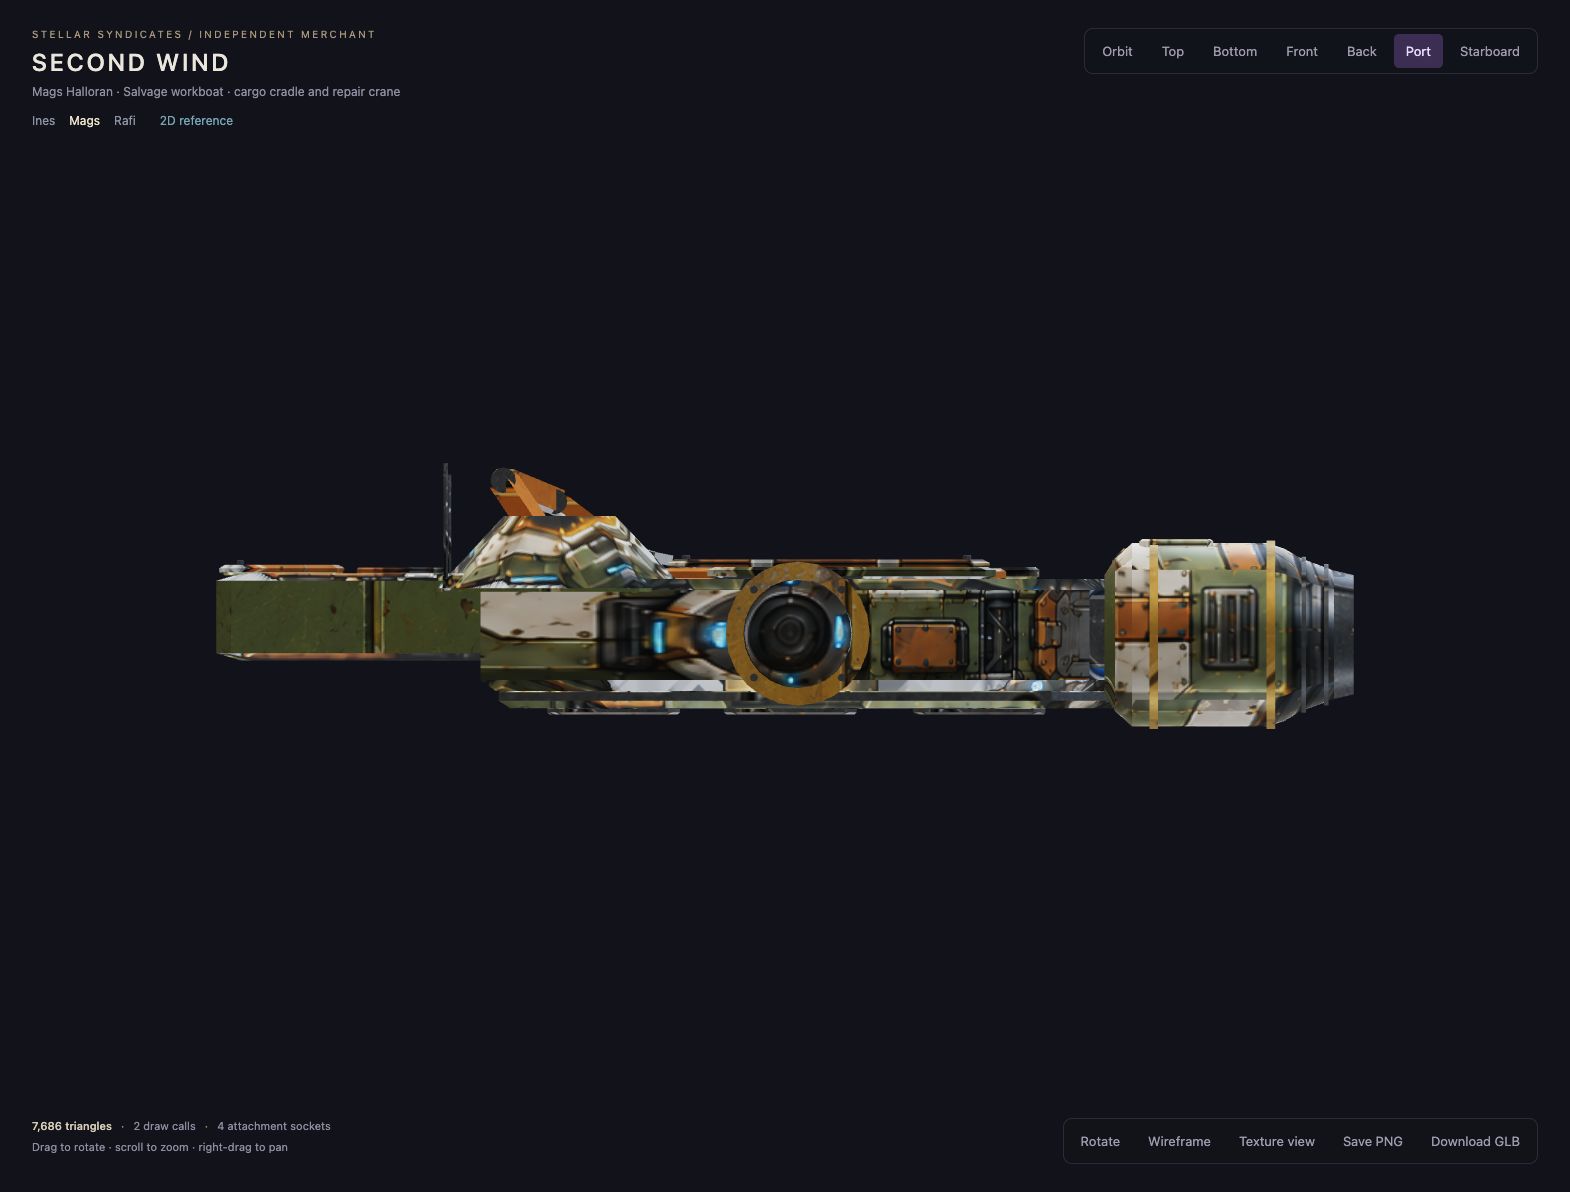 STELLAR SYNDICATES / INDEPENDENT MERCHANT
SECOND WIND
Mags Halloran · Salvage workboat · cargo cradle and repair crane
Ines Mags Rafi 2D reference
Orbit Top Bottom Front Back Port Starboard
7,686 triangles · 2 draw calls · 4 attachment sockets
Drag to rotate · scroll to zoom · right-drag to pan
Rotate Wireframe Texture view Save PNG Download GLB